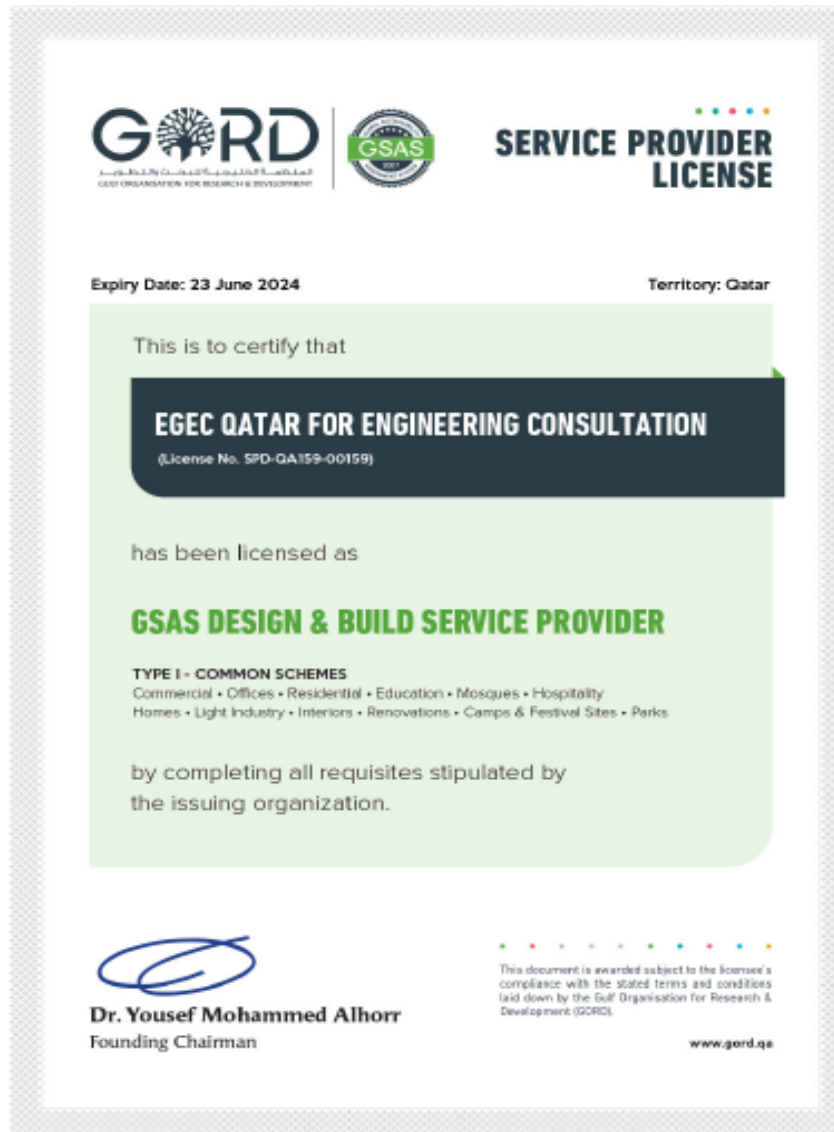 GORD
المنظمة الخليجية للبحث والتطوير
GULF ORGANISATION FOR RESEARCH & DEVELOPMENT
GSAS
SERVICE PROVIDER
LICENSE
Expiry Date: 23 June 2024
Territory: Qatar
This is to certify that
EGEC QATAR FOR ENGINEERING CONSULTATION
(License No. SPD-QA159-00159)
has been licensed as
GSAS DESIGN & BUILD SERVICE PROVIDER
TYPE I - COMMON SCHEMES
Commercial • Offices • Residential • Education • Mosques • Hospitality
Homes • Light Industry • Interiors • Renovations • Camps & Festival Sites • Parks
by completing all requisites stipulated by
the issuing organization.
Dr. Yousef Mohammed Alhorr
Founding Chairman
This document is awarded subject to the licensee's
compliance with the stated terms and conditions
laid down by the Gulf Organisation for Research &
Development (GORD).
www.gord.qa